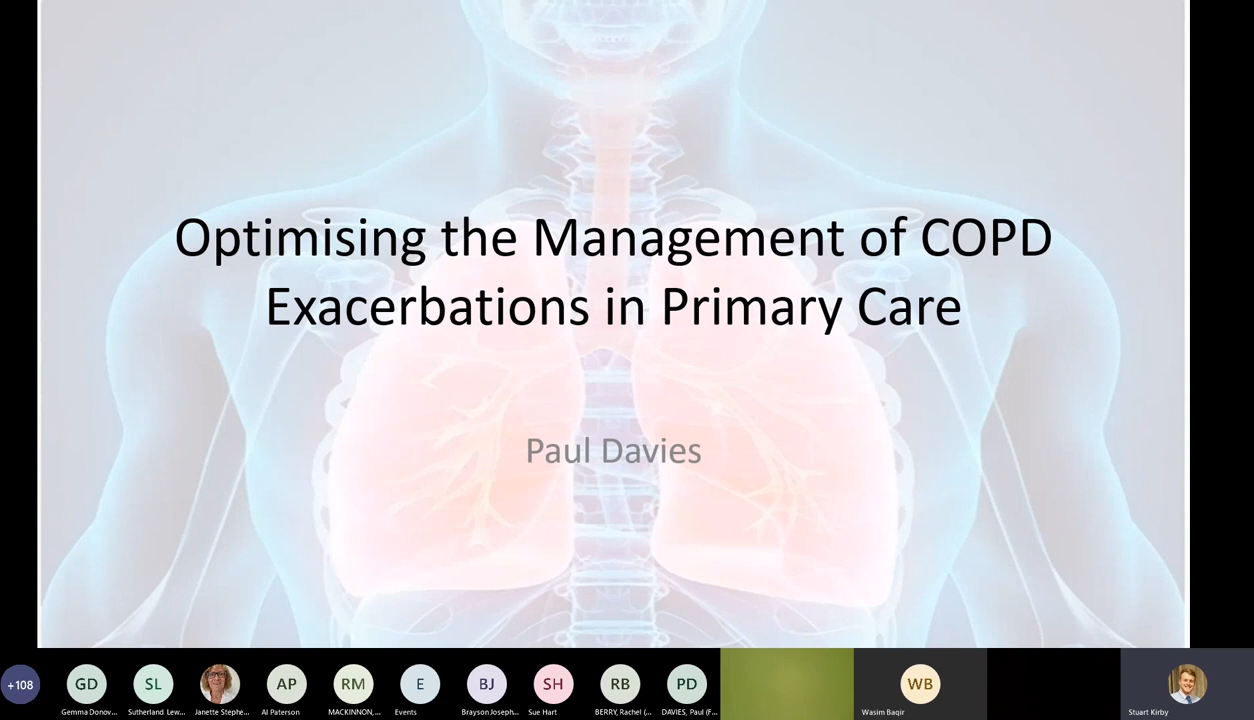 Optimising the Management of COPD
Exacerbations in Primary Care
Paul Davies
+108
GD
SL
AP
RM
E
BJ
SH
RB
PD
WB
Gemma Donov...
Sutherland Lew...
Janette Stephe...
Al Paterson
MACKINNON,...
Events
Brayson Joseph...
Sue Hart
BERRY, Rachel (...
DAVIES, Paul (F...
Wasim Baqir
Stuart Kirby